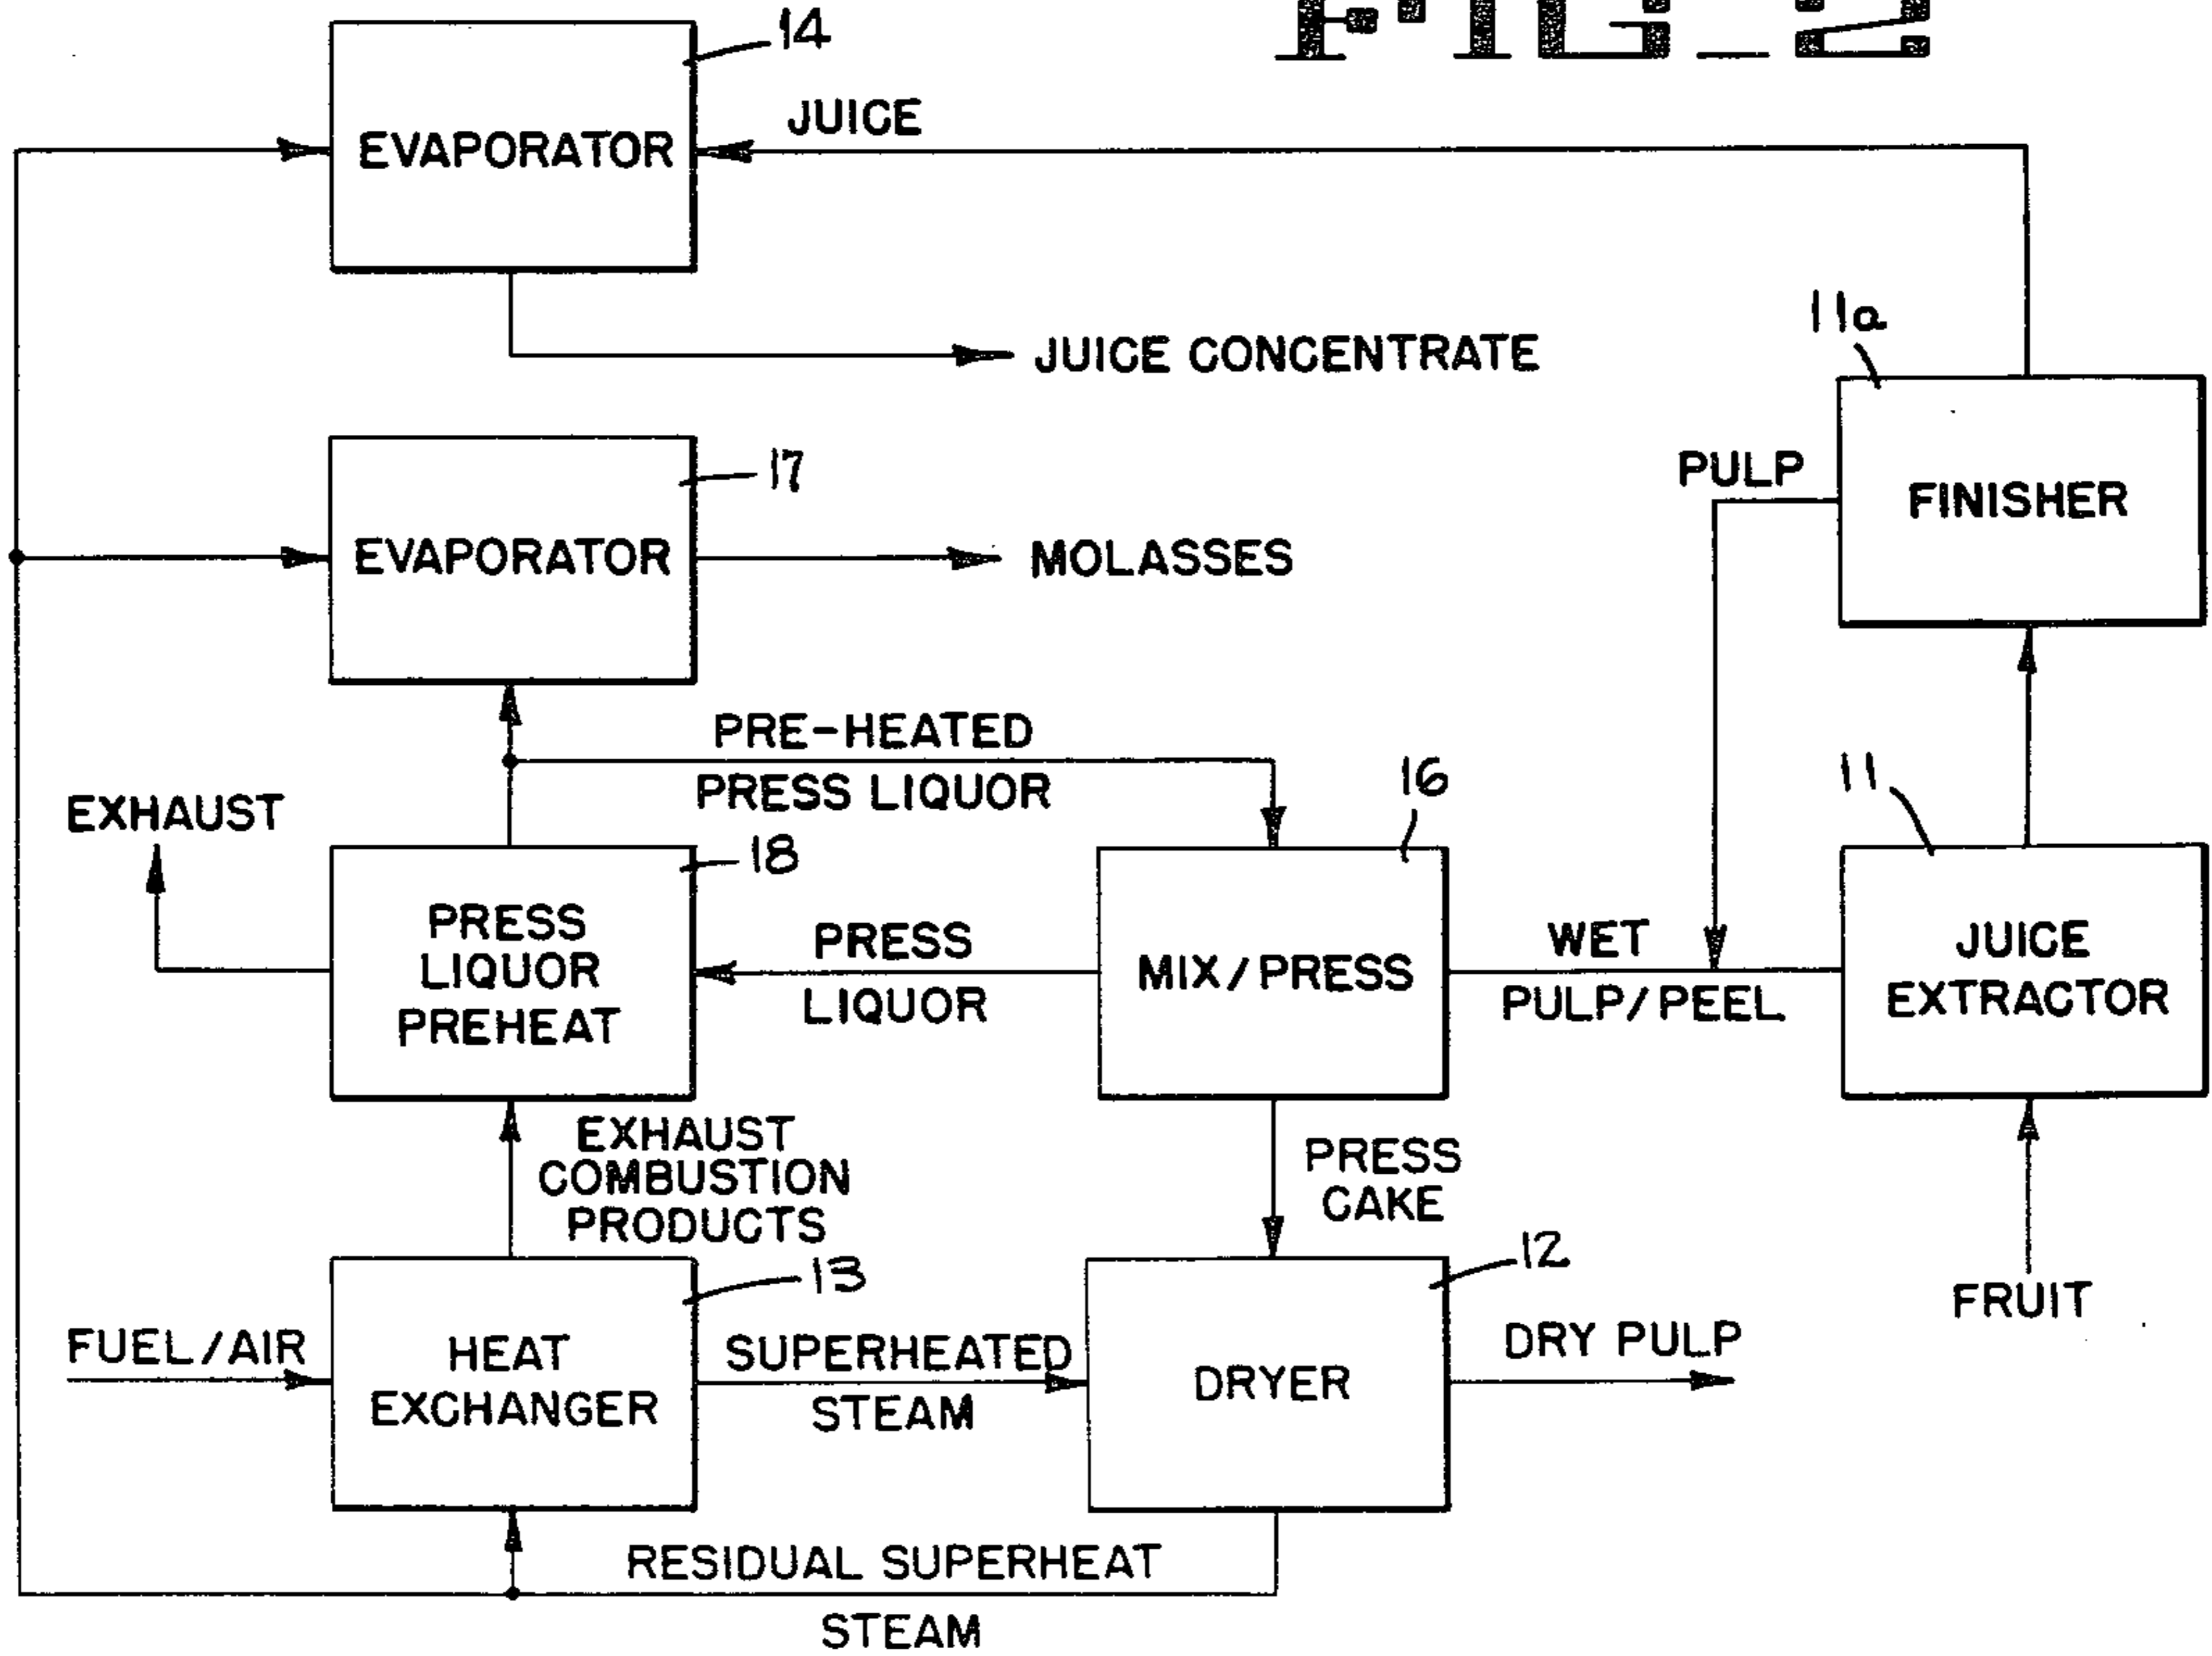 FIG_2
14
EVAPORATOR
JUICE
JUICE CONCENTRATE
11a
FINISHER
PULP
17
EVAPORATOR
MOLASSES
PRE-HEATED
PRESS LIQUOR
16
11
EXHAUST
18
PRESS
LIQUOR
PREHEAT
PRESS
LIQUOR
MIX/PRESS
WET
PULP/PEEL
JUICE
EXTRACTOR
EXHAUST
COMBUSTION
PRODUCTS
PRESS
CAKE
FRUIT
13
12
FUEL/AIR
HEAT
EXCHANGER
SUPERHEATED
STEAM
DRYER
DRY PULP
RESIDUAL SUPERHEAT
STEAM